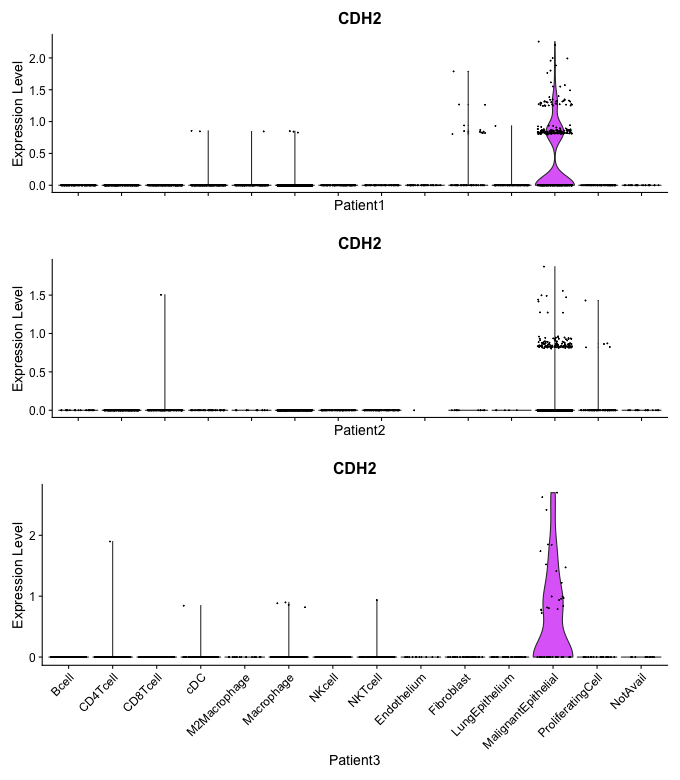 CDH2
Expression Level
2.0
1.5
1.0
0.5
0.0
Patient1
CDH2
Expression Level
1.5
1.0
0.5
0.0
Patient2
CDH2
Expression Level
2
1
0
Bcell
CD4Tcell
CD8Tcell
cDC
M2Macrophage
Macrophage
NKcell
NKTcell
Endothelium
Fibroblast
LungEpithelium
MalignantEpithelial
ProliferatingCell
NotAvail
Patient3